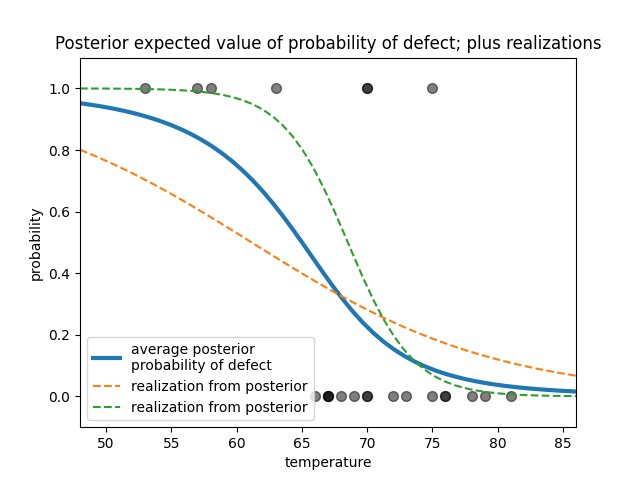 Posterior expected value of probability of defect; plus realizations
1.0
0.8
0.6
0.4
0.2
0.0
probability
average posterior
probability of defect
realization from posterior
realization from posterior
50
55
60
65
70
75
80
85
temperature